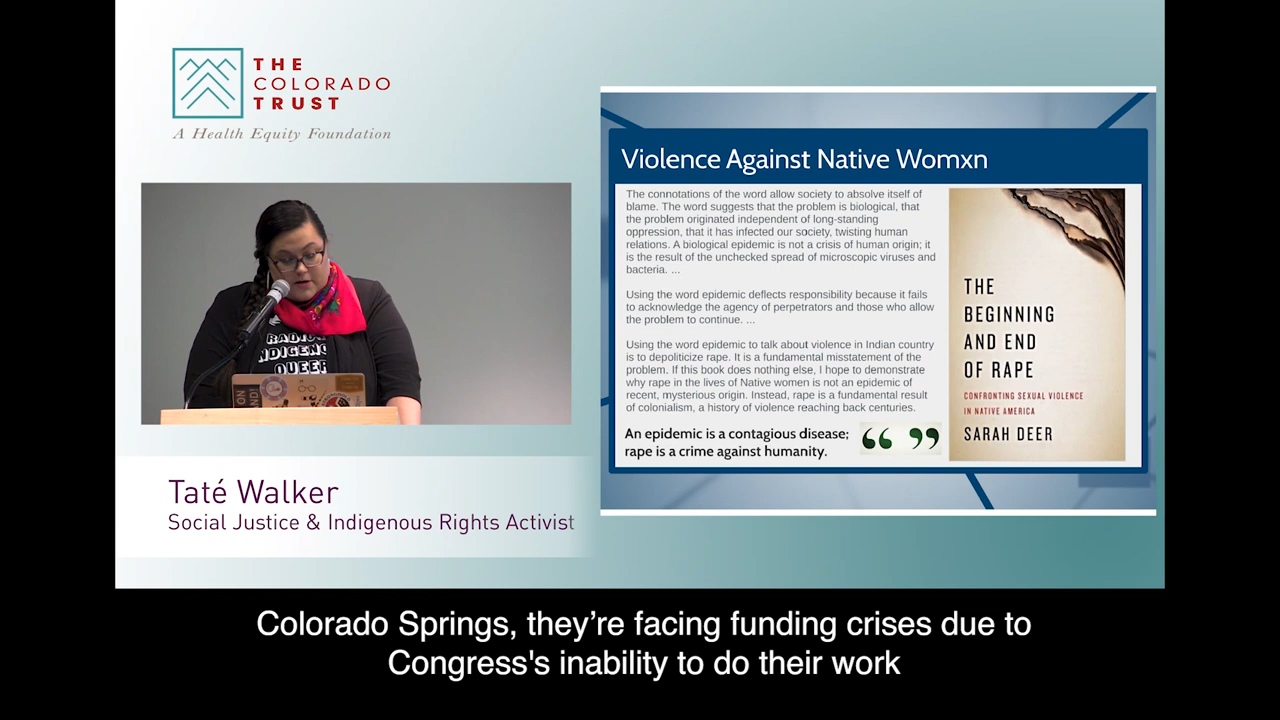 THE
COLORADO
TRUST
A Health Equity Foundation
RADICAL
INDIGENOUS
QUEER
Taté Walker
Social Justice & Indigenous Rights Activist
Violence Against Native Womxn
The connotations of the word allow society to absolve itself of
blame. The word suggests that the problem is biological, that
the problem originated independent of long-standing
oppression, that it has infected our society, twisting human
relations. A biological epidemic is not a crisis of human origin; it
is the result of the unchecked spread of microscopic viruses and
bacteria. ...
Using the word epidemic deflects responsibility because it fails
to acknowledge the agency of perpetrators and those who allow
the problem to continue. ...
Using the word epidemic to talk about violence in Indian country
is to depoliticize rape. It is a fundamental misstatement of the
problem. If this book does nothing else, I hope to demonstrate
why rape in the lives of Native women is not an epidemic of
recent, mysterious origin. Instead, rape is a fundamental result
of colonialism, a history of violence reaching back centuries.
An epidemic is a contagious disease;
rape is a crime against humanity.
“ ”
THE
BEGINNING
AND END
OF RAPE
CONFRONTING SEXUAL VIOLENCE
IN NATIVE AMERICA
SARAH DEER
Colorado Springs, they’re facing funding crises due to
Congress's inability to do their work